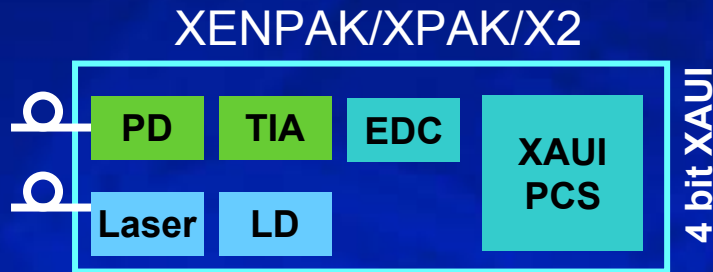 XENPAK/XPAK/X2
PD
TIA
EDC
XAUI
PCS
Laser
LD
4 bit XAUI